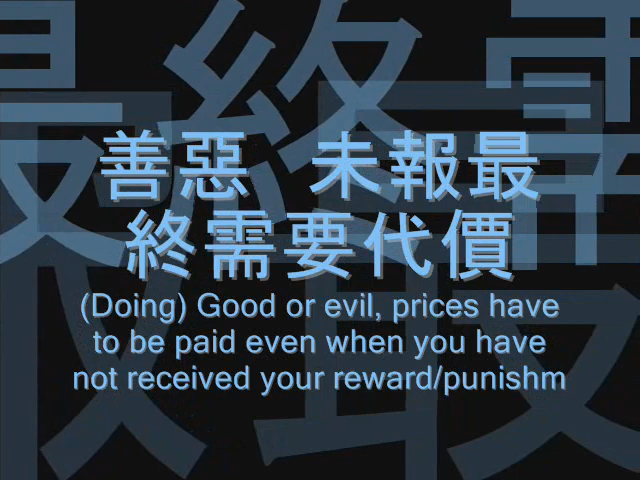 善惡 未報最
終需要代價
(Doing) Good or evil, prices have
to be paid even when you have
not received your reward/punishm